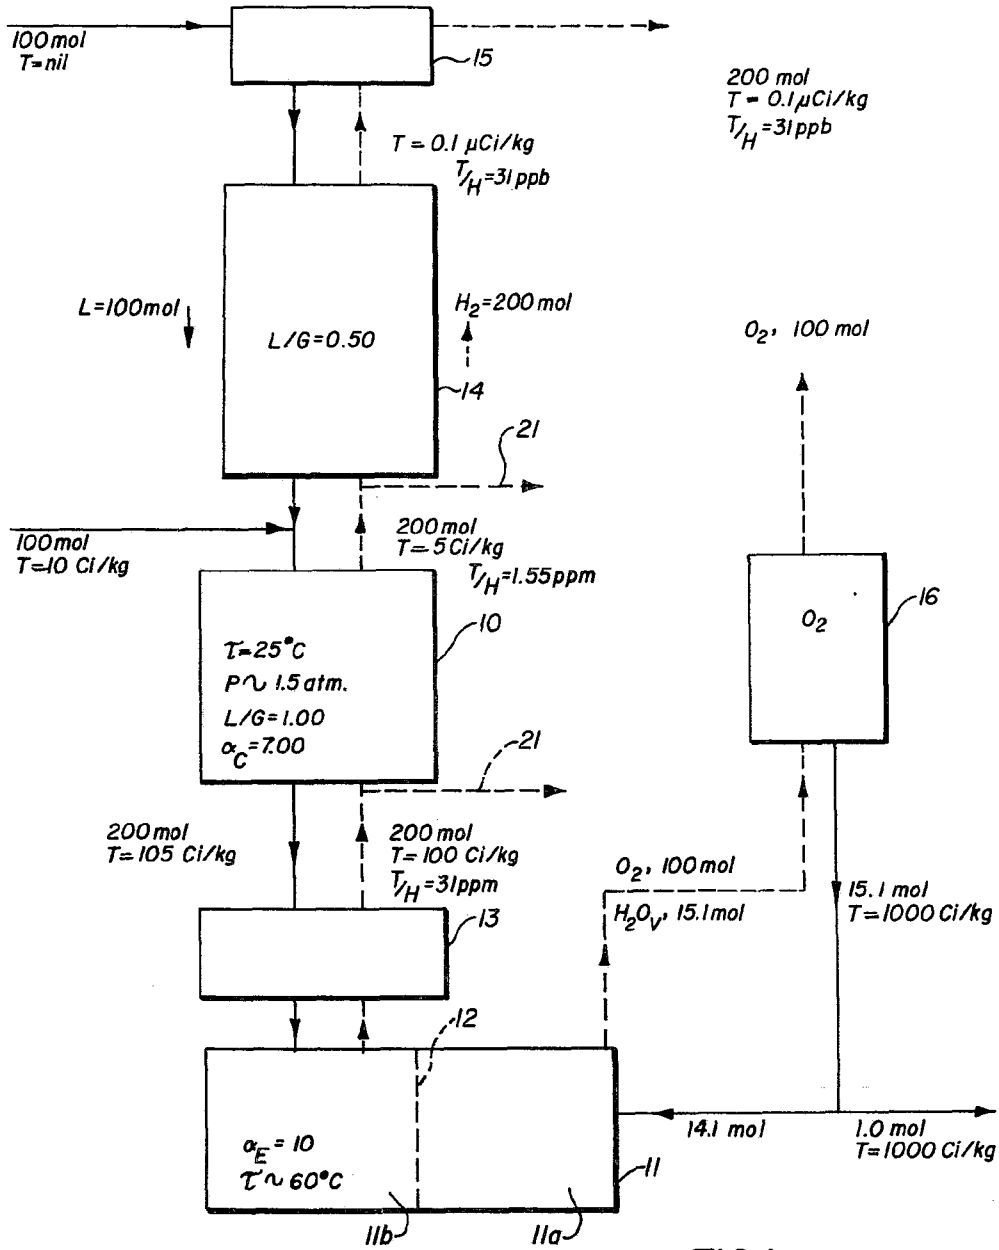 100 mol
T=nil
15
200 mol
T = 0.1 μCi/kg
T/H = 31 ppb
T = 0.1 μCi/kg
T/H = 31 ppb
L=100 mol
H2=200 mol
L/G = 0.50
14
O2, 100 mol
21
100 mol
T=10 Ci/kg
200 mol
T=5 Ci/kg
T/H=1.55 ppm
10
16
O2
τ=25°C
P~1.5 atm.
L/G=1.00
αC=7.00
21
200 mol
T=105 Ci/kg
200 mol
T=100 Ci/kg
T/H=31 ppm
O2, 100 mol
H2OV, 15.1 mol
15.1 mol
T=1000 Ci/kg
13
12
14.1 mol
1.0 mol
T=1000 Ci/kg
αE = 10
τ~60°C
11
11b
11a